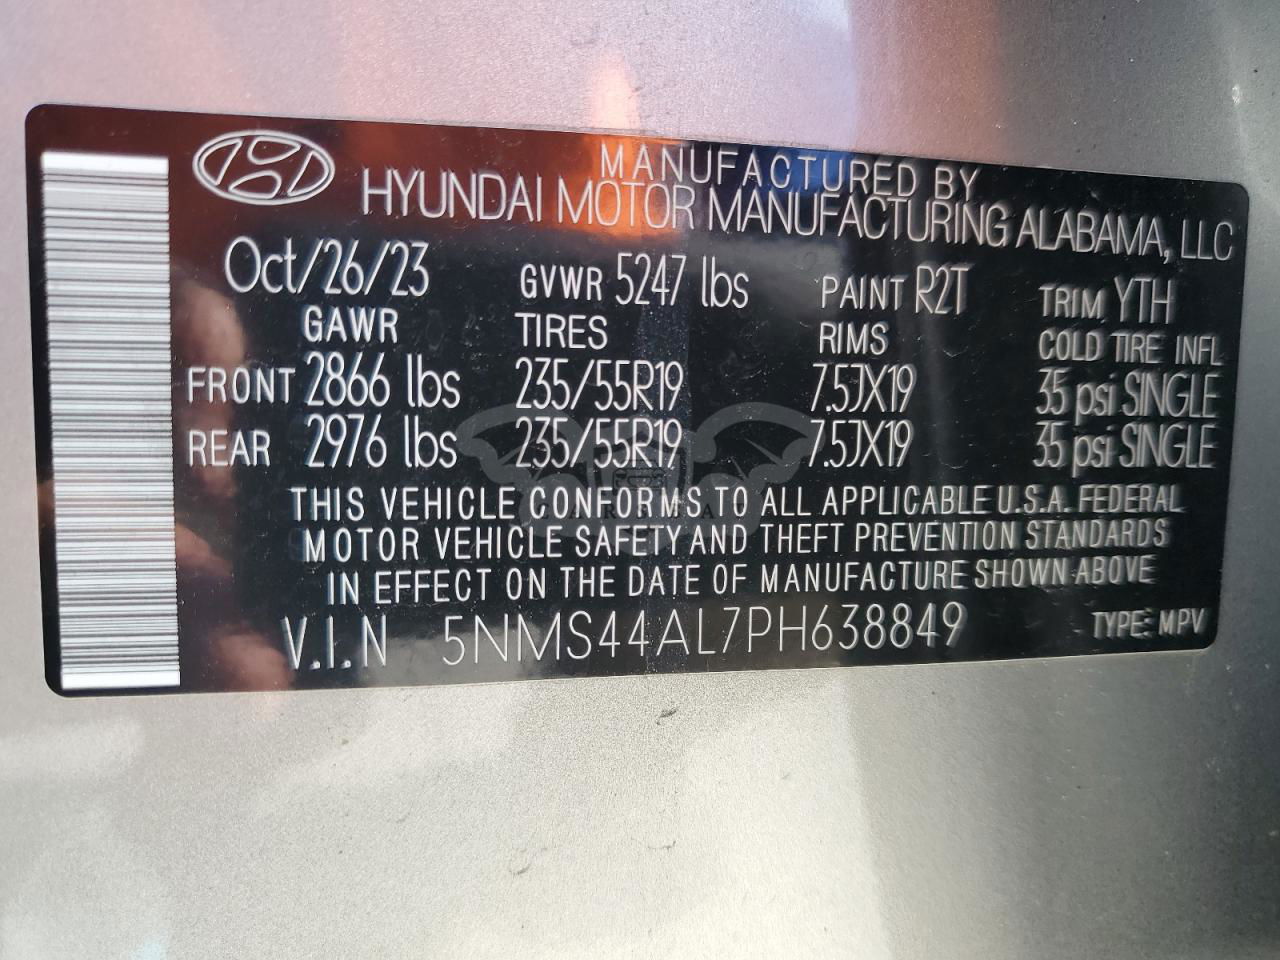 MANUFACTURED BY
HYUNDAI MOTOR MANUFACTURING ALABAMA, LLC
Oct/26/23 GVWR 5247 lbs PAINT R2T TRIM YTH
GAWR TIRES RIMS COLD TIRE INFL
FRONT 2866 lbs 235/55R19 7.5JX19 35 psi SINGLE
REAR 2976 lbs 235/55R19 7.5JX19 35 psi SINGLE
THIS VEHICLE CONFORMS TO ALL APPLICABLE U.S.A. FEDERAL
MOTOR VEHICLE SAFETY AND THEFT PREVENTION STANDARDS
IN EFFECT ON THE DATE OF MANUFACTURE SHOWN ABOVE
V.I.N 5NMS44AL7PH638849 TYPE: MPV